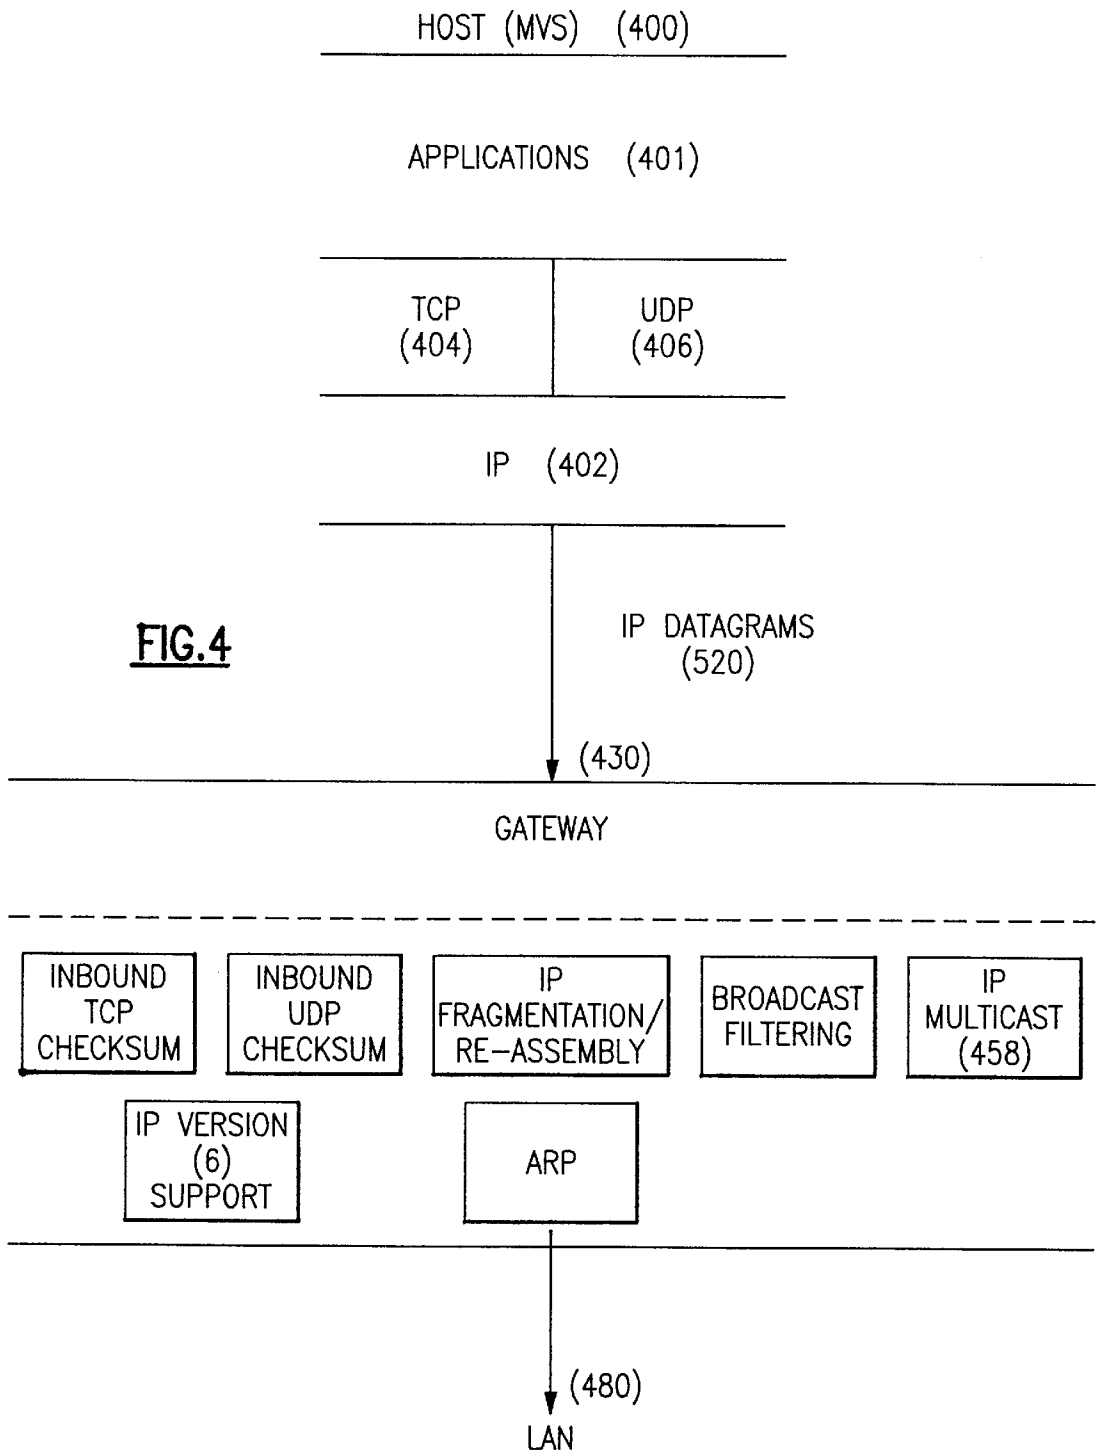 HOST (MVS) (400)
APPLICATIONS (401)
TCP
(404)
UDP
(406)
IP (402)
FIG.4
IP DATAGRAMS
(520)
(430)
GATEWAY
INBOUND
TCP
CHECKSUM
INBOUND
UDP
CHECKSUM
IP
FRAGMENTATION/
RE-ASSEMBLY
BROADCAST
FILTERING
IP
MULTICAST
(458)
IP VERSION
(6)
SUPPORT
ARP
(480)
LAN